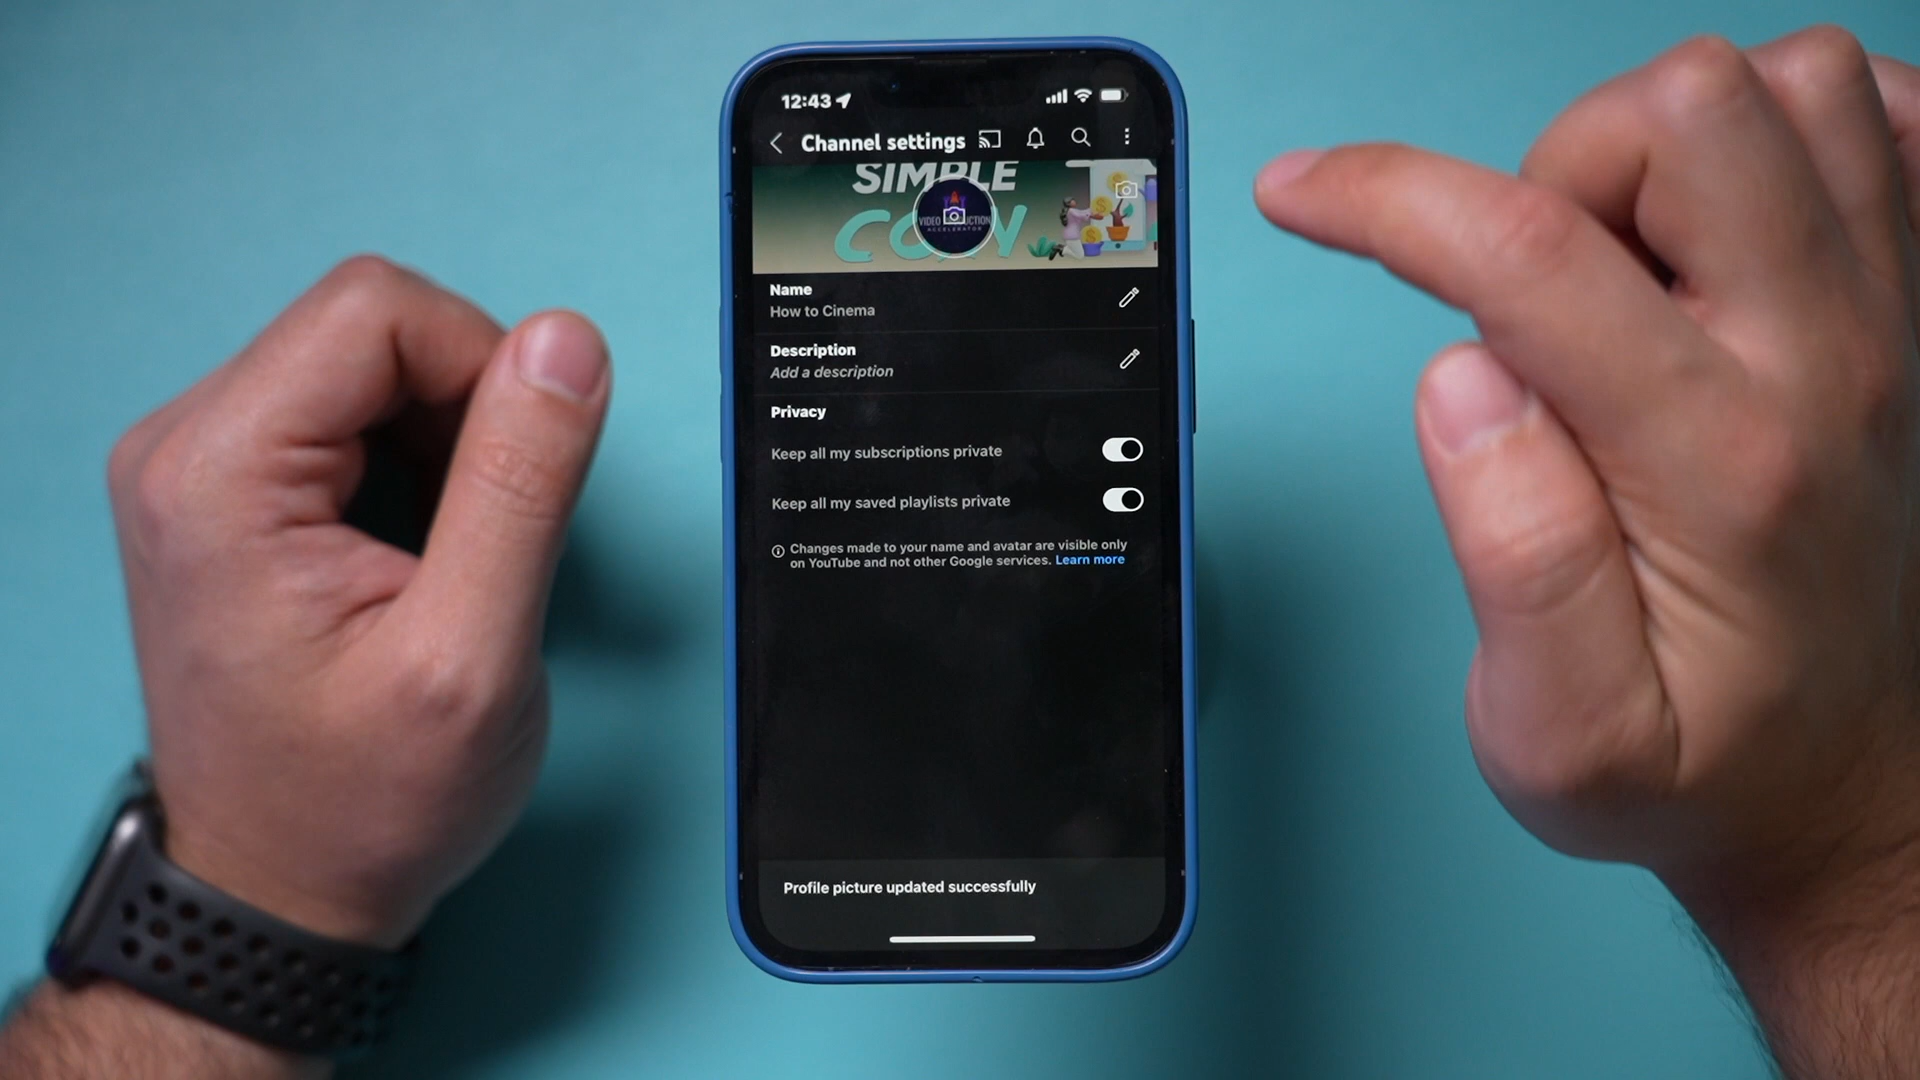 12:43
Channel settings
SIMPLE
VIDEO
ACCELERATOR
Name
How to Cinema
Description
Add a description
Privacy
Keep all my subscriptions private
Keep all my saved playlists private
Changes made to your name and avatar are visible only
on YouTube and not other Google services. Learn more
Profile picture updated successfully